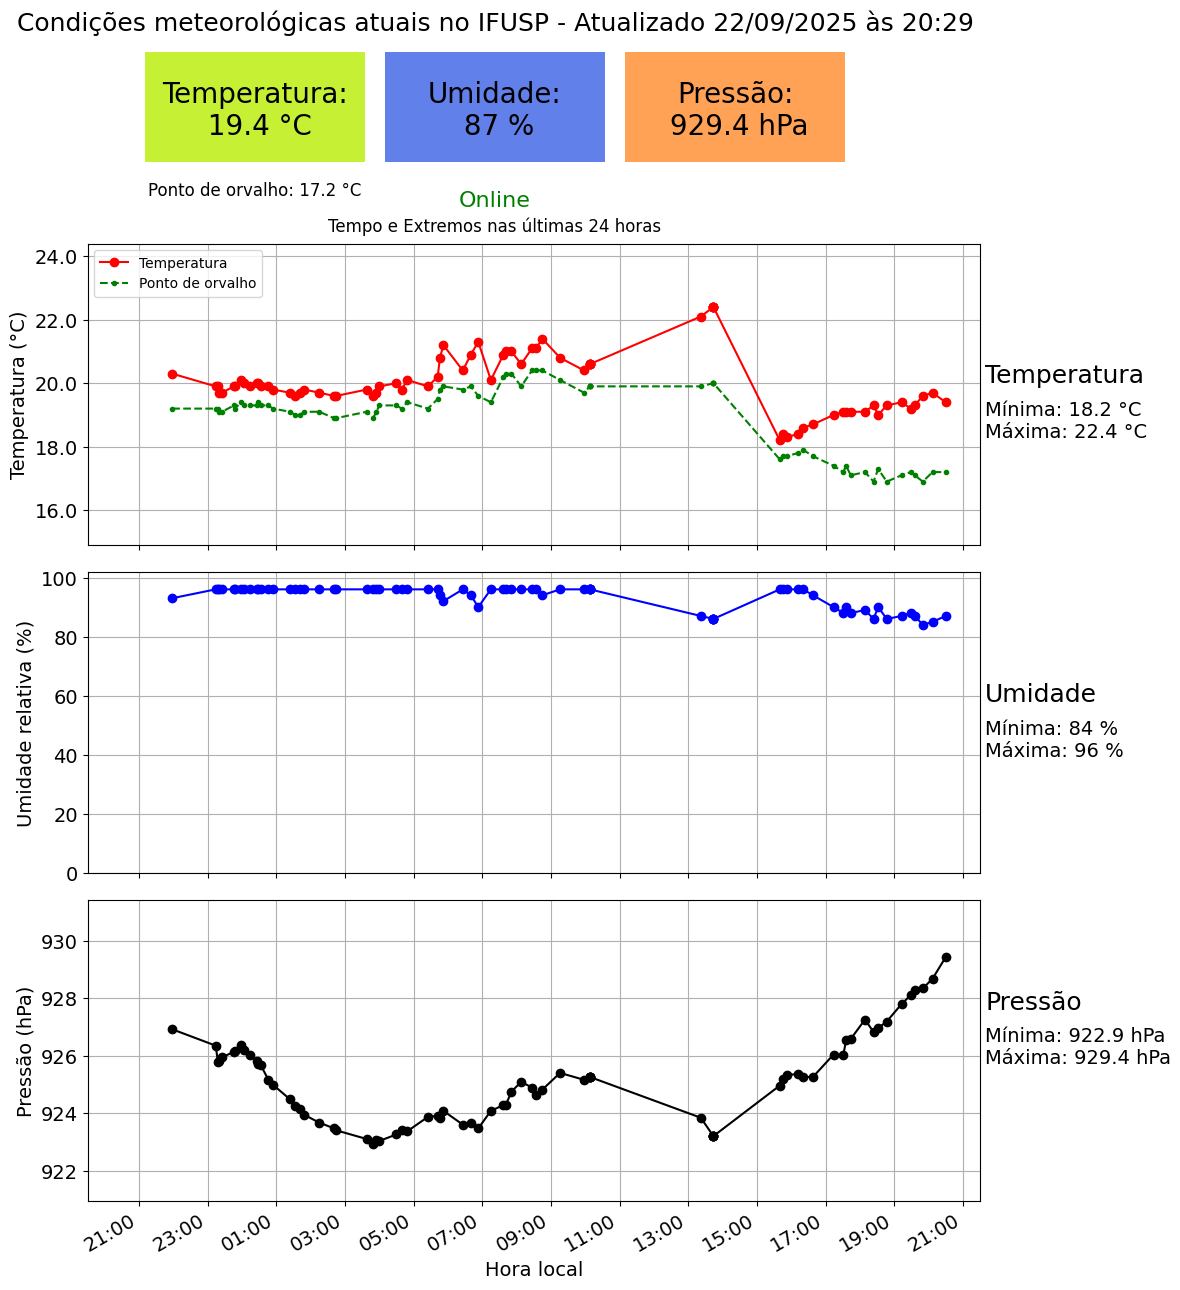 Condições meteorológicas atuais no IFUSP - Atualizado 22/09/2025 às 20:29
Temperatura:
19.4 °C
Umidade:
87 %
Pressão:
929.4 hPa
Ponto de orvalho: 17.2 °C
Online
Tempo e Extremos nas últimas 24 horas
Temperatura
Ponto de orvalho
Temperatura (°C)
24.0
22.0
20.0
18.0
16.0
Temperatura
Mínima: 18.2 °C
Máxima: 22.4 °C
Umidade relativa (%)
100
80
60
40
20
0
Umidade
Mínima: 84 %
Máxima: 96 %
Pressão (hPa)
930
928
926
924
922
Pressão
Mínima: 922.9 hPa
Máxima: 929.4 hPa
21:00 23:00 01:00 03:00 05:00 07:00 09:00 11:00 13:00 15:00 17:00 19:00 21:00
Hora local